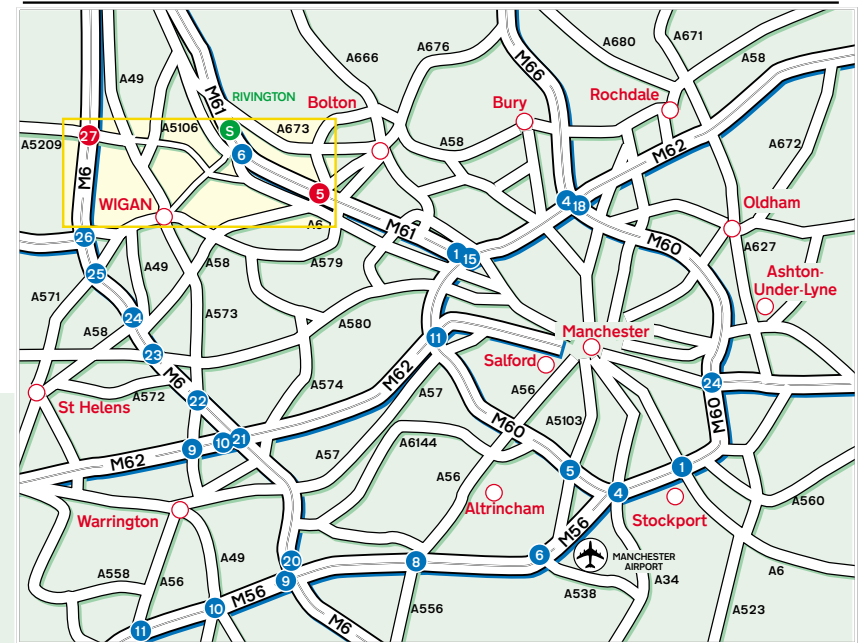 A49
M61
A666
A676
M66
A680
A671
A58
M6
RIVINGTON
Bolton
Bury
Rochdale
A5209
27
A5106
S
A673
6
A58
M62
A672
WIGAN
5
A6
M61
4
18
Oldham
M60
A627
26
25
A49
A58
A579
1
15
Ashton-
Under-Lyne
A571
24
A573
A580
11
Manchester
A58
23
M6
Salford
A574
M62
A57
A56
24
St Helens
A572
22
A5103
M60
M60
A6144
9
10
21
M62
A57
A56
5
1
Warrington
Altrincham
4
Stockport
A560
M56
A49
20
8
6
MANCHESTER
AIRPORT
A558
A56
9
A34
A6
10
M56
A538
11
M6
A556
A523